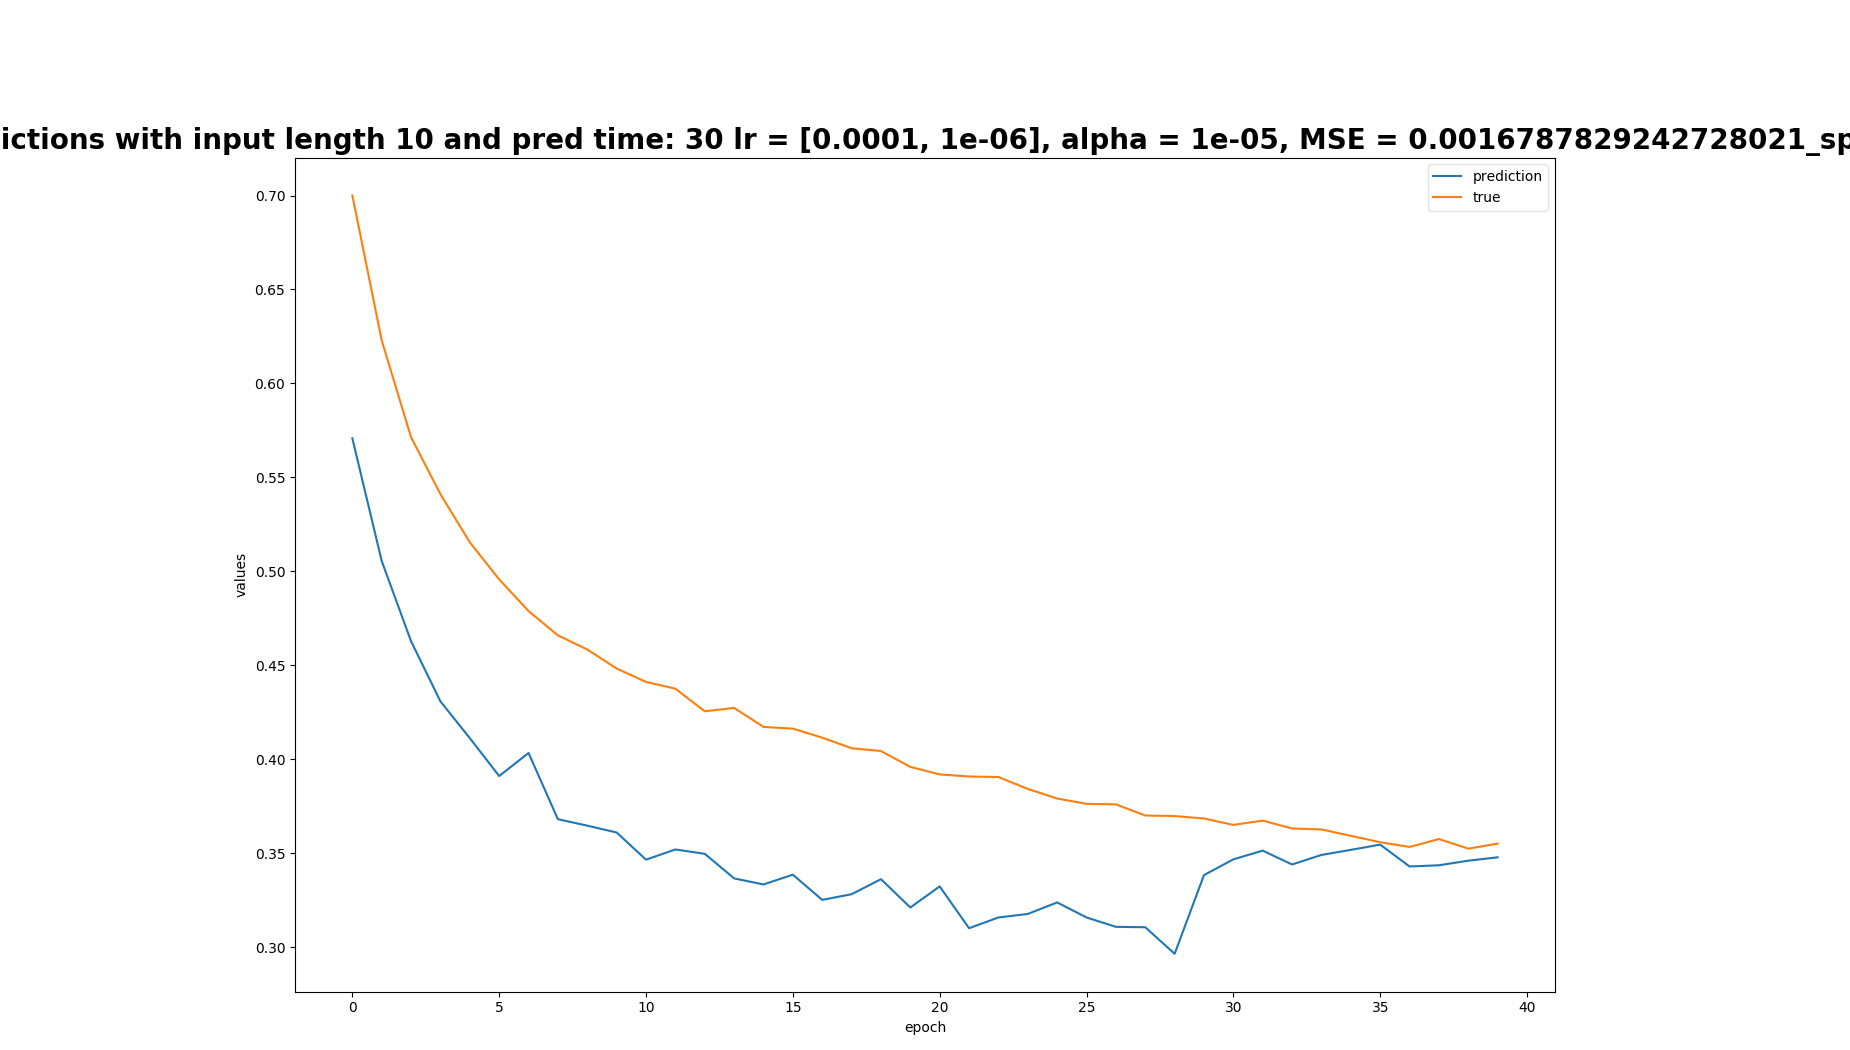 ictions with input length 10 and pred time: 30 lr = [0.0001, 1e-06], alpha = 1e-05, MSE = 0.0016787829242728021_sp
prediction
true
0.70
0.65
0.60
0.55
0.50
0.45
0.40
0.35
0.30
values
0 5 10 15 20 25 30 35 40
epoch